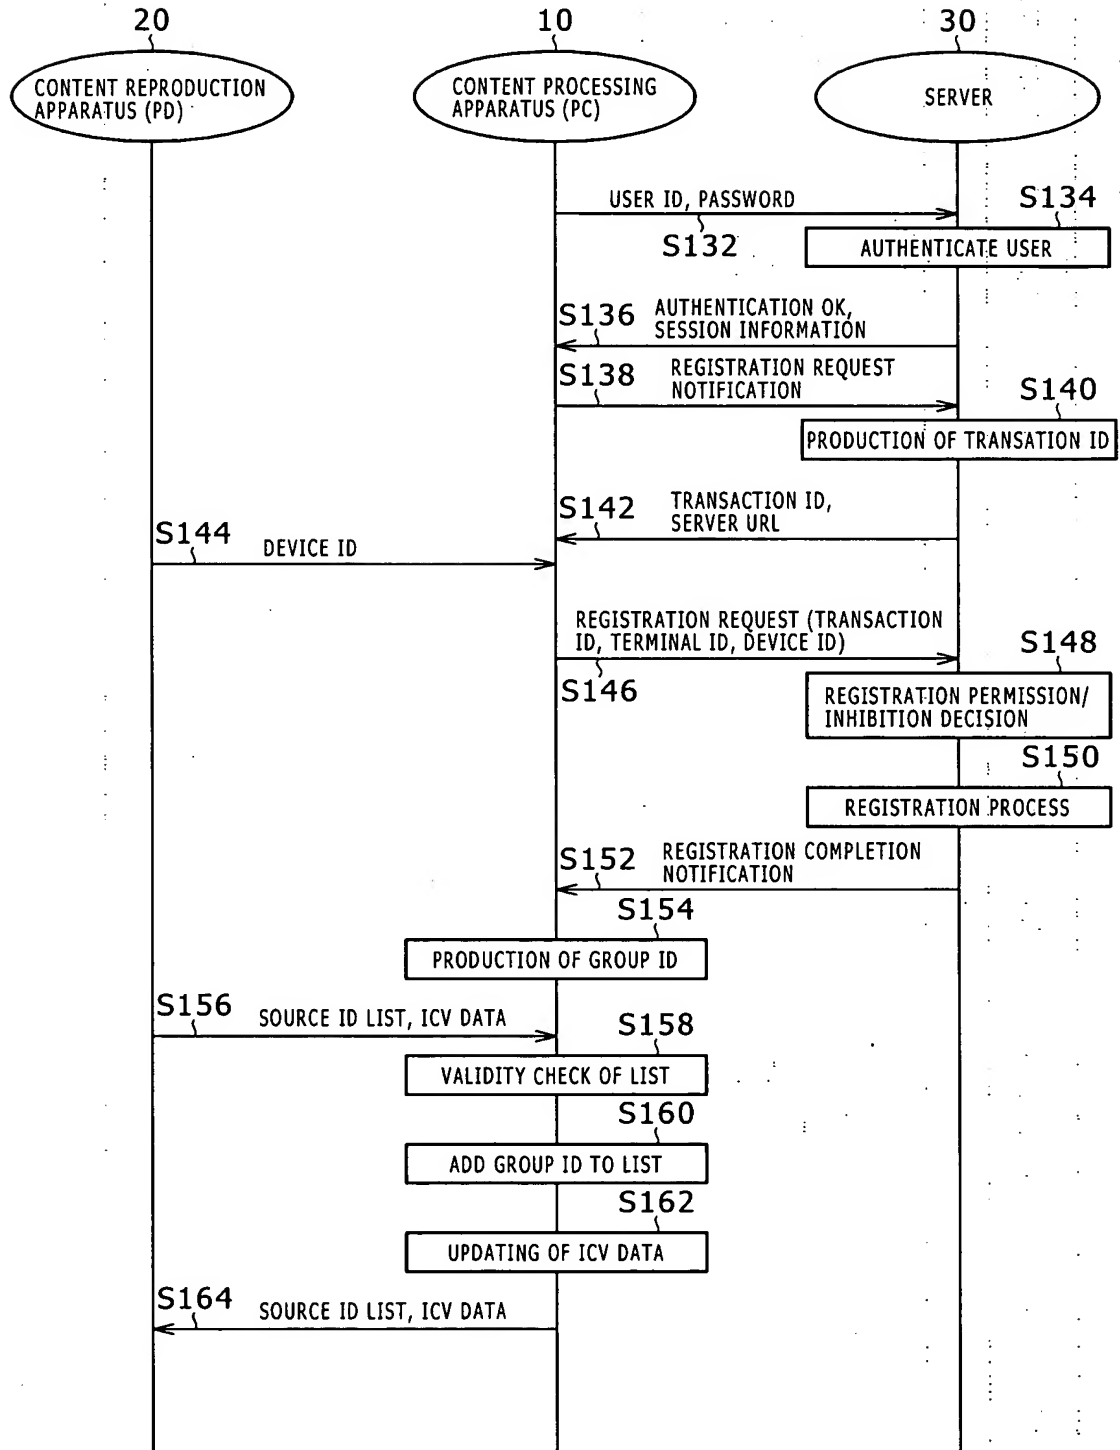 20
10
30
CONTENT REPRODUCTION
APPARATUS (PD)
CONTENT PROCESSING
APPARATUS (PC)
SERVER
USER ID, PASSWORD
S132
S134
AUTHENTICATE USER
S136
AUTHENTICATION OK,
SESSION INFORMATION
S138
REGISTRATION REQUEST
NOTIFICATION
S140
PRODUCTION OF TRANSATION ID
S142
TRANSACTION ID,
SERVER URL
S144
DEVICE ID
REGISTRATION REQUEST (TRANSACTION
ID, TERMINAL ID, DEVICE ID)
S146
S148
REGISTRATION PERMISSION/
INHIBITION DECISION
S150
REGISTRATION PROCESS
S152
REGISTRATION COMPLETION
NOTIFICATION
S154
PRODUCTION OF GROUP ID
S156
SOURCE ID LIST, ICV DATA
S158
VALIDITY CHECK OF LIST
S160
ADD GROUP ID TO LIST
S162
UPDATING OF ICV DATA
S164
SOURCE ID LIST, ICV DATA